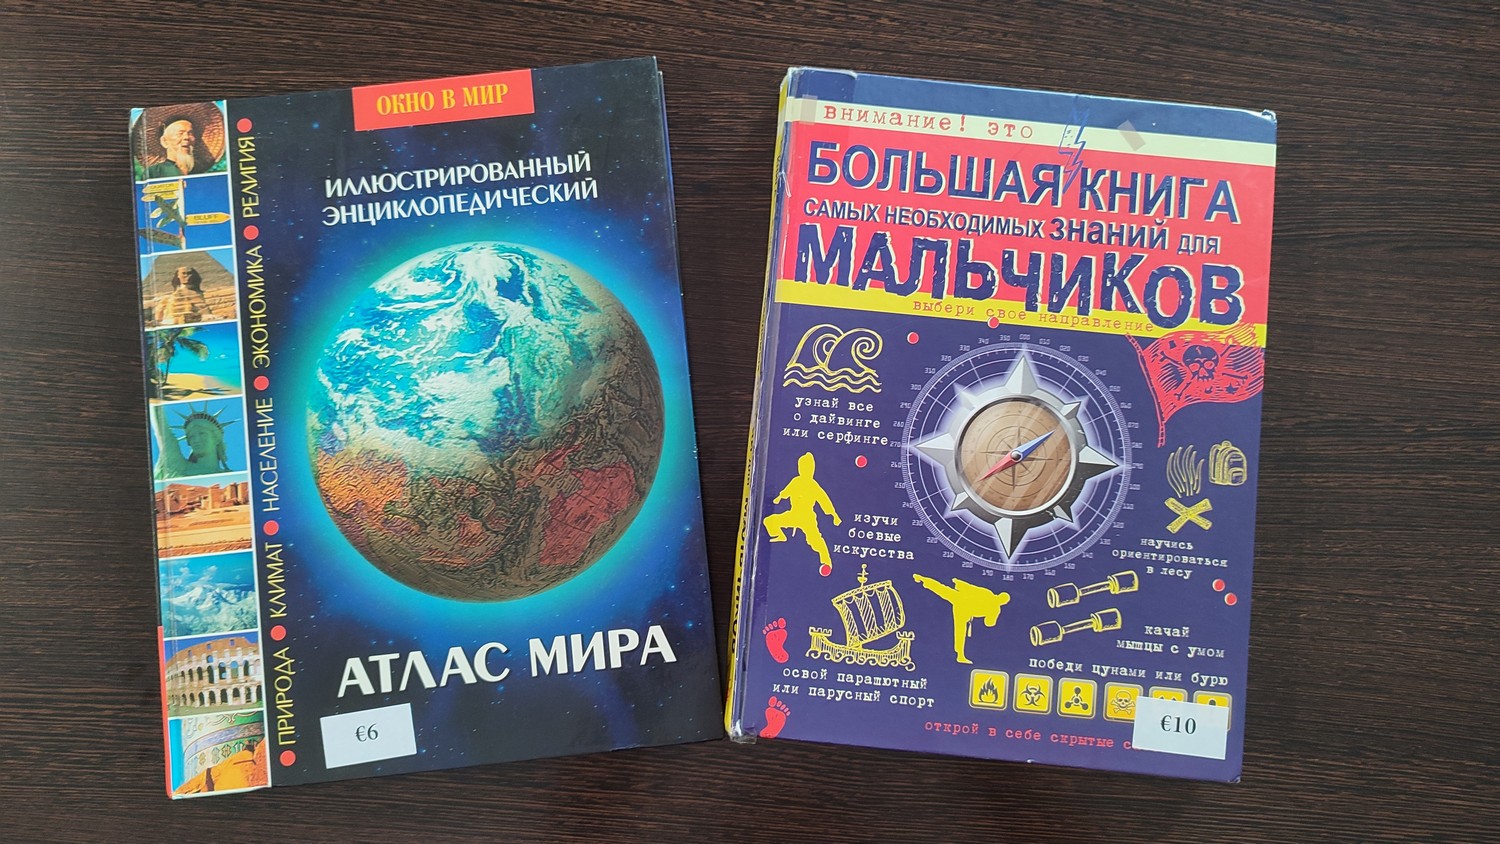 ОКНО В МИР
ИЛЛЮСТРИРОВАННЫЙ
ЭНЦИКЛОПЕДИЧЕСКИЙ
АТЛАС МИРА
ПРИРОДА • КЛИМАТ • НАСЕЛЕНИЕ • ЭКОНОМИКА • РЕЛИГИЯ
BLUFF
€6
внимание! это
БОЛЬШАЯ КНИГА
САМЫХ НЕОБХОДИМЫХ ЗНАНИЙ ДЛЯ
МАЛЬЧИКОВ
выбери свое направление
узнай все
о дайвинге
или серфинге
изучи
боевые
искусства
научись
ориентироваться
в лесу
качай
мышцы с умом
победи цунами или бурю
освой парашютный
или парусный спорт
открой в себе скрытые
€10